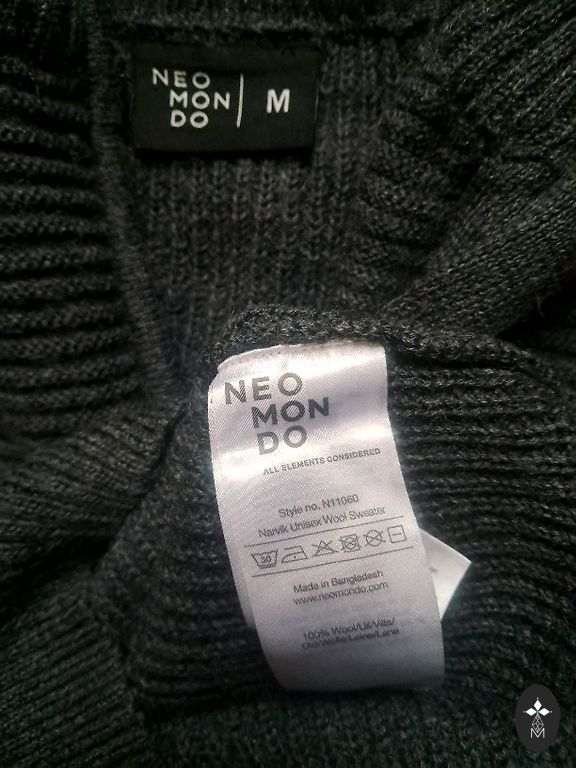 NEO
MON
DO
M
NEO
MON
DO
ALL ELEMENTS CONSIDERED
Style no. N11060
Narvik Unisex Wool Sweater
30
Made in Bangladesh
www.neomondo.com
100% Wool/Ull/Villa/
Uld/Wolle/Laine/Lana